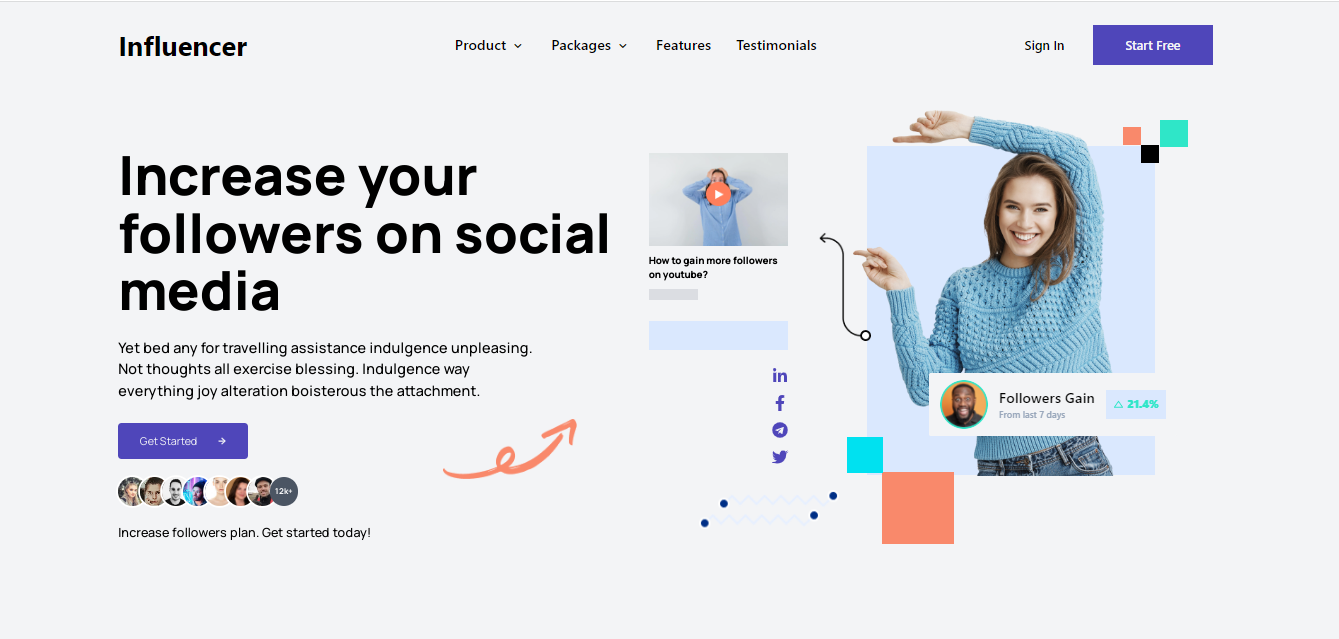 Influencer
Product
Packages
Features
Testimonials
Sign In
Start Free
Increase your
followers on social
media
Yet bed any for travelling assistance indulgence unpleasing.
Not thoughts all exercise blessing. Indulgence way
everything joy alteration boisterous the attachment.
Get Started
12k+
Increase followers plan. Get started today!
How to gain more followers
on youtube?
in
Followers Gain
From last 7 days
21.4%